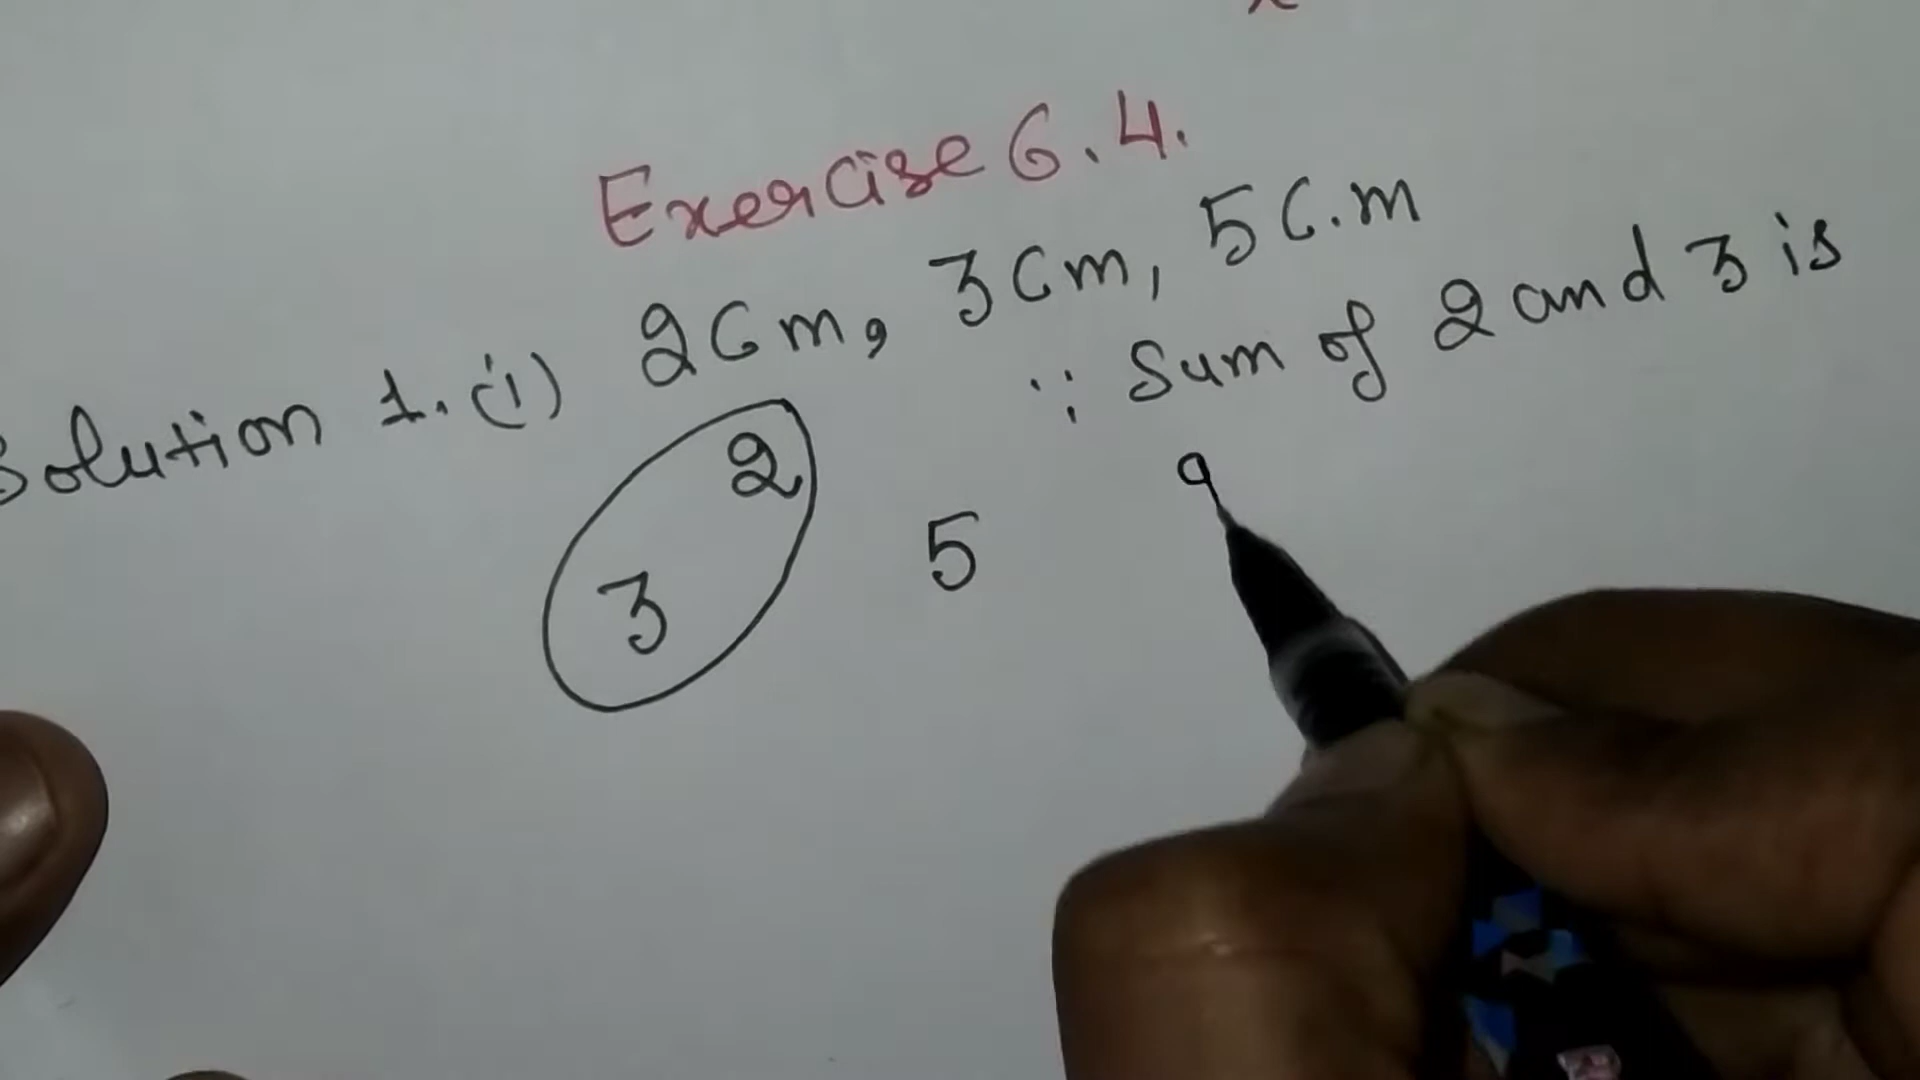 Exercise 6.4.
Solution 1. (i) 2cm, 3cm, 5c.m
∵ Sum of 2 and 3 is
2
3
5